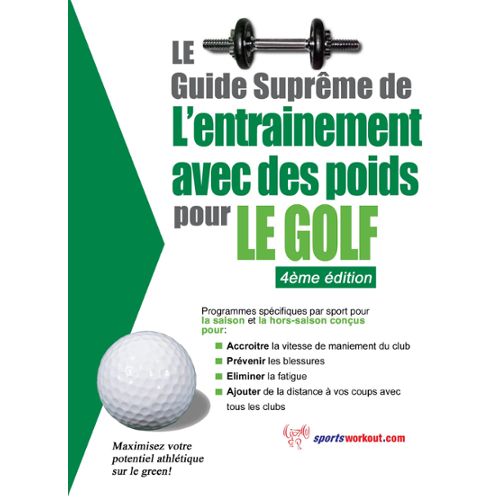 LE
Guide Suprême de
L'entrainement
avec des poids
pour LE GOLF
4ème édition
Programmes spécifiques par sport pour
la saison et la hors-saison conçus
pour:
Accroitre la vitesse de maniement du club
Prévenir les blessures
Eliminer la fatigue
Ajouter de la distance à vos coups avec
tous les clubs
Maximisez votre
potentiel athlétique
sur le green!
sportsworkout.com